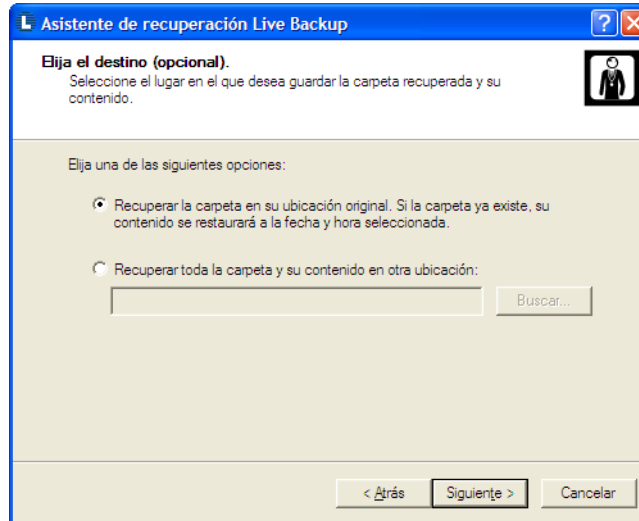 Asistente de recuperación Live Backup
Elija el destino (opcional).
Seleccione el lugar en el que desea guardar la carpeta recuperada y su
contenido.
Elija una de las siguientes opciones:
Recuperar la carpeta en su ubicación original. Si la carpeta ya existe, su
contenido se restaurará a la fecha y hora seleccionada.
Recuperar toda la carpeta y su contenido en otra ubicación:
Buscar...
< Atrás Siguiente > Cancelar